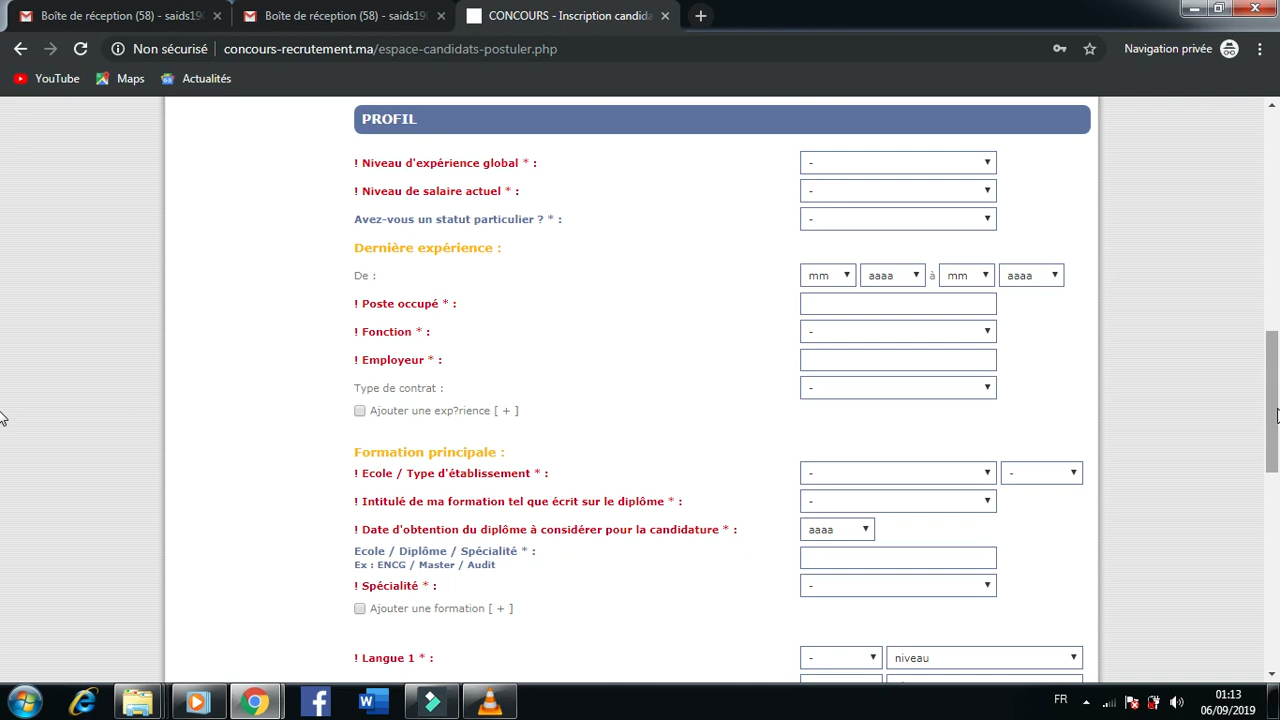 Boîte de réception (58) - saids19
Boîte de réception (58) - saids19
CONCOURS - Inscription candida
Non sécurisé
concours-recrutement.ma/espace-candidats-postuler.php
Navigation privée
YouTube
Maps
Actualités
PROFIL
! Niveau d'expérience global * :
-
! Niveau de salaire actuel * :
-
Avez-vous un statut particulier ? * :
-
Dernière expérience :
De :
mm aaaa à mm aaaa
! Poste occupé * :
! Fonction * :
-
! Employeur * :
Type de contrat :
-
Ajouter une exp?rience [ + ]
Formation principale :
! Ecole / Type d'établissement * :
- -
! Intitulé de ma formation tel que écrit sur le diplôme * :
-
! Date d'obtention du diplôme à considérer pour la candidature * :
aaaa
Ecole / Diplôme / Spécialité * :
Ex : ENCG / Master / Audit
! Spécialité * :
-
Ajouter une formation [ + ]
! Langue 1 * :
- niveau
FR
01:13
06/09/2019